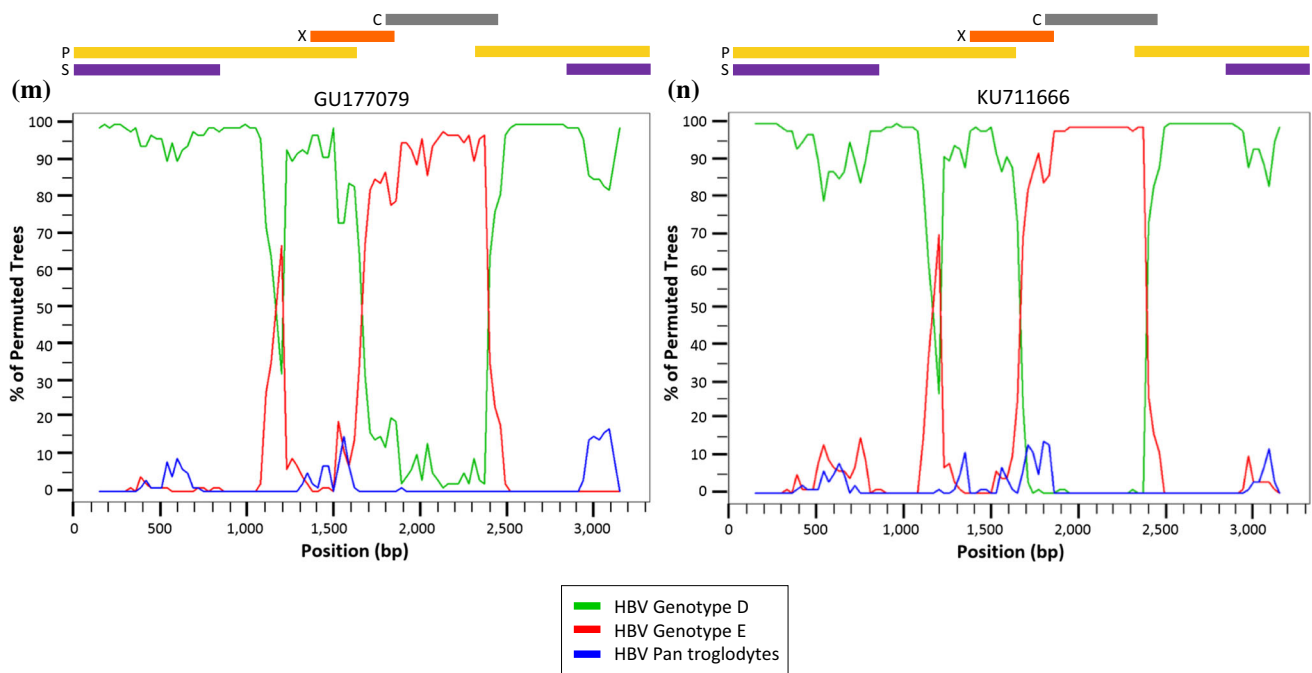 C
X
P
S
(m)
GU177079
100
90
80
70
60
50
40
30
20
10
0
% of Permuted Trees
0
500
1,000
1,500
2,000
2,500
3,000
Position (bp)
C
X
P
S
(n)
KU711666
100
90
80
70
60
50
40
30
20
10
0
% of Permuted Trees
0
500
1,000
1,500
2,000
2,500
3,000
Position (bp)
HBV Genotype D
HBV Genotype E
HBV Pan troglodytes